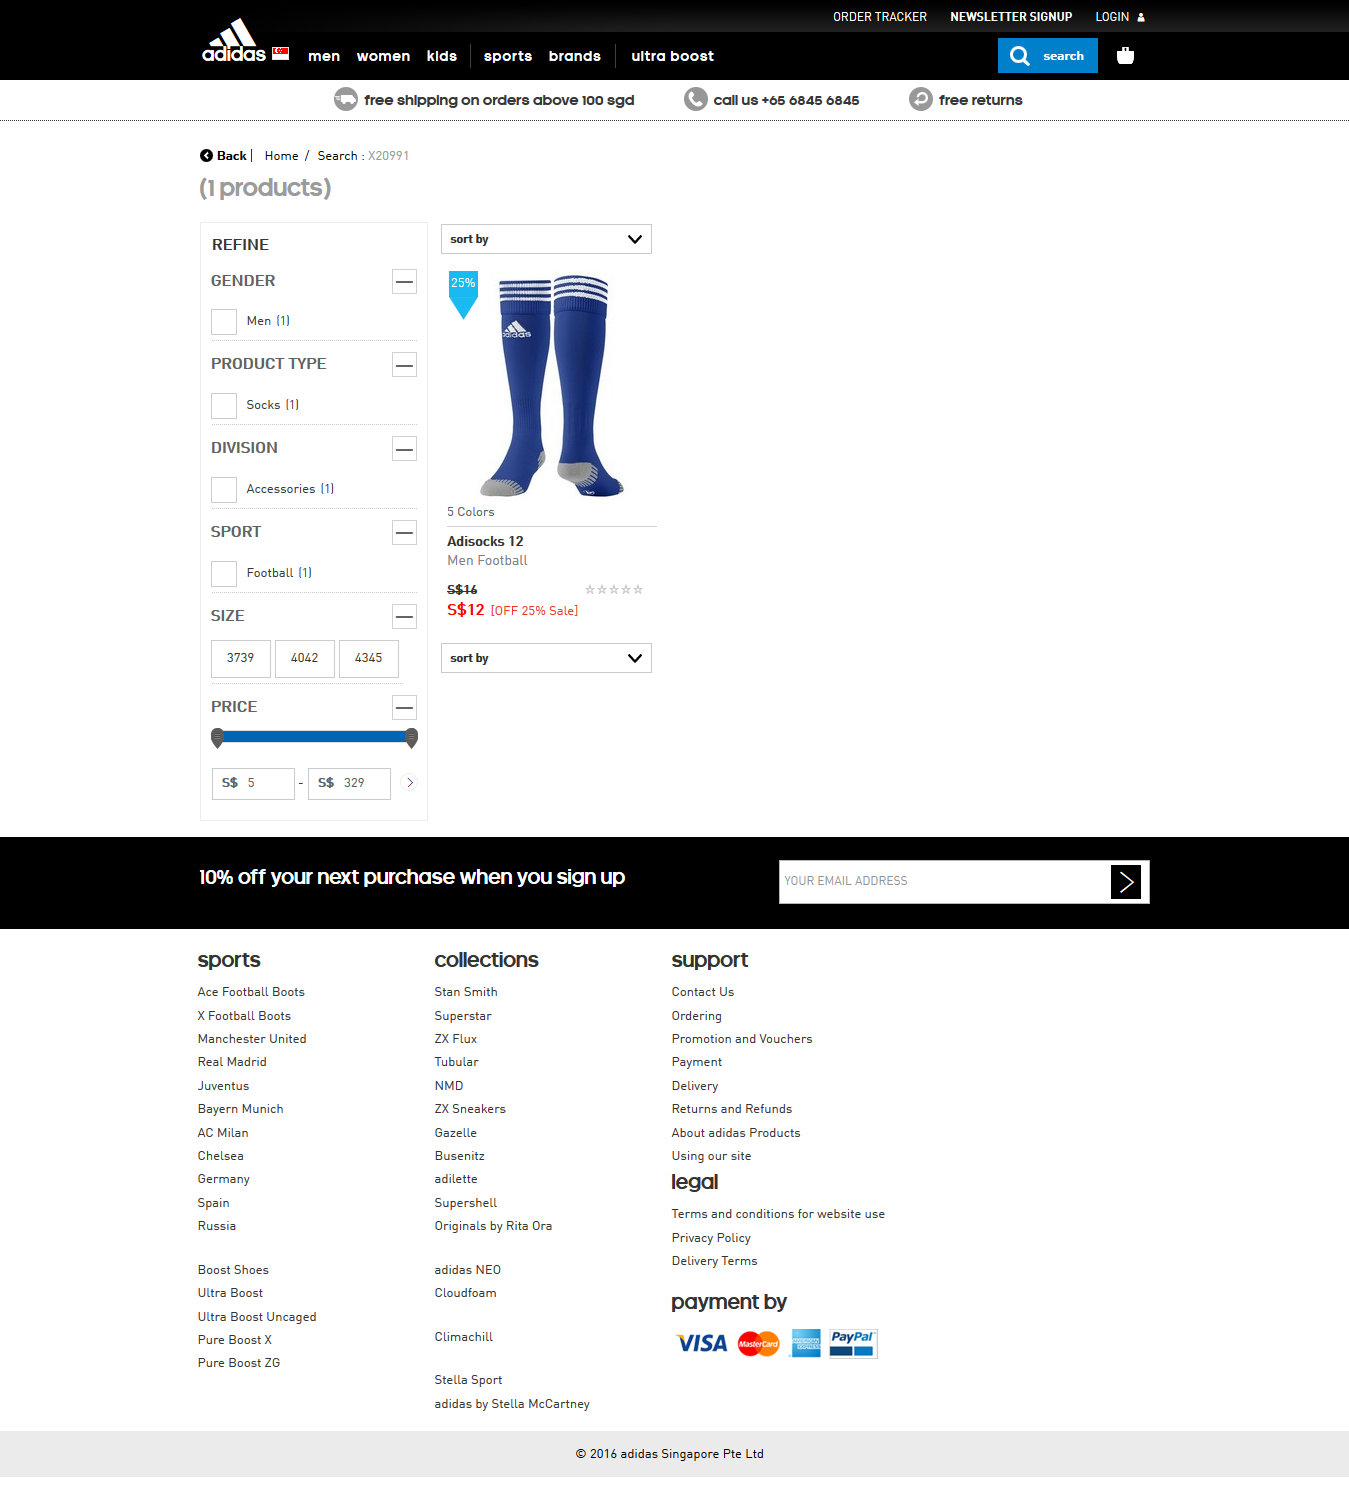 ORDER TRACKER NEWSLETTER SIGNUP LOGIN
adidas men women kids sports brands ultra boost search
free shipping on orders above 100 sgd call us +65 6845 6845 free returns
Back | Home / Search : X20991
(1 products)
REFINE
sort by
GENDER
25%
Men (1)
adidas
PRODUCT TYPE
Socks (1)
DIVISION
Accessories (1)
5 Colors
SPORT
Adisocks 12
Men Football
Football (1)
S$16
S$12 [OFF 25% Sale]
SIZE
3739 4042 4345
sort by
PRICE
S$ 5 - S$ 329
10% off your next purchase when you sign up
YOUR EMAIL ADDRESS
sports
Ace Football Boots
X Football Boots
Manchester United
Real Madrid
Juventus
Bayern Munich
AC Milan
Chelsea
Germany
Spain
Russia
Boost Shoes
Ultra Boost
Ultra Boost Uncaged
Pure Boost X
Pure Boost ZG
collections
Stan Smith
Superstar
ZX Flux
Tubular
NMD
ZX Sneakers
Gazelle
Busenitz
adilette
Supershell
Originals by Rita Ora
adidas NEO
Cloudfoam
Climachill
Stella Sport
adidas by Stella McCartney
support
Contact Us
Ordering
Promotion and Vouchers
Payment
Delivery
Returns and Refunds
About adidas Products
Using our site
legal
Terms and conditions for website use
Privacy Policy
Delivery Terms
payment by
VISA MasterCard AMERICAN EXPRESS PayPal
© 2016 adidas Singapore Pte Ltd